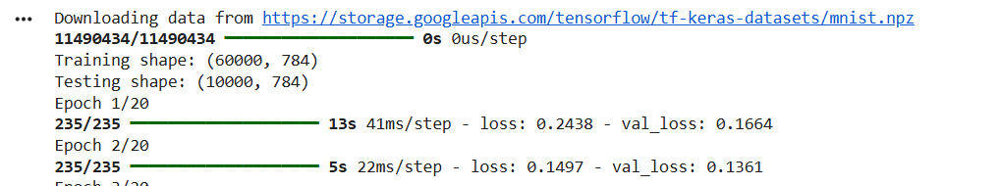 Downloading data from https://storage.googleapis.com/tensorflow/tf-keras-datasets/mnist.npz
11490434/11490434 ━━━━━━━━━━━━━━━━━━━━ 0s 0us/step
Training shape: (60000, 784)
Testing shape: (10000, 784)
Epoch 1/20
235/235 ━━━━━━━━━━━━━━━━━━━━ 13s 41ms/step - loss: 0.2438 - val_loss: 0.1664
Epoch 2/20
235/235 ━━━━━━━━━━━━━━━━━━━━ 5s 22ms/step - loss: 0.1497 - val_loss: 0.1361